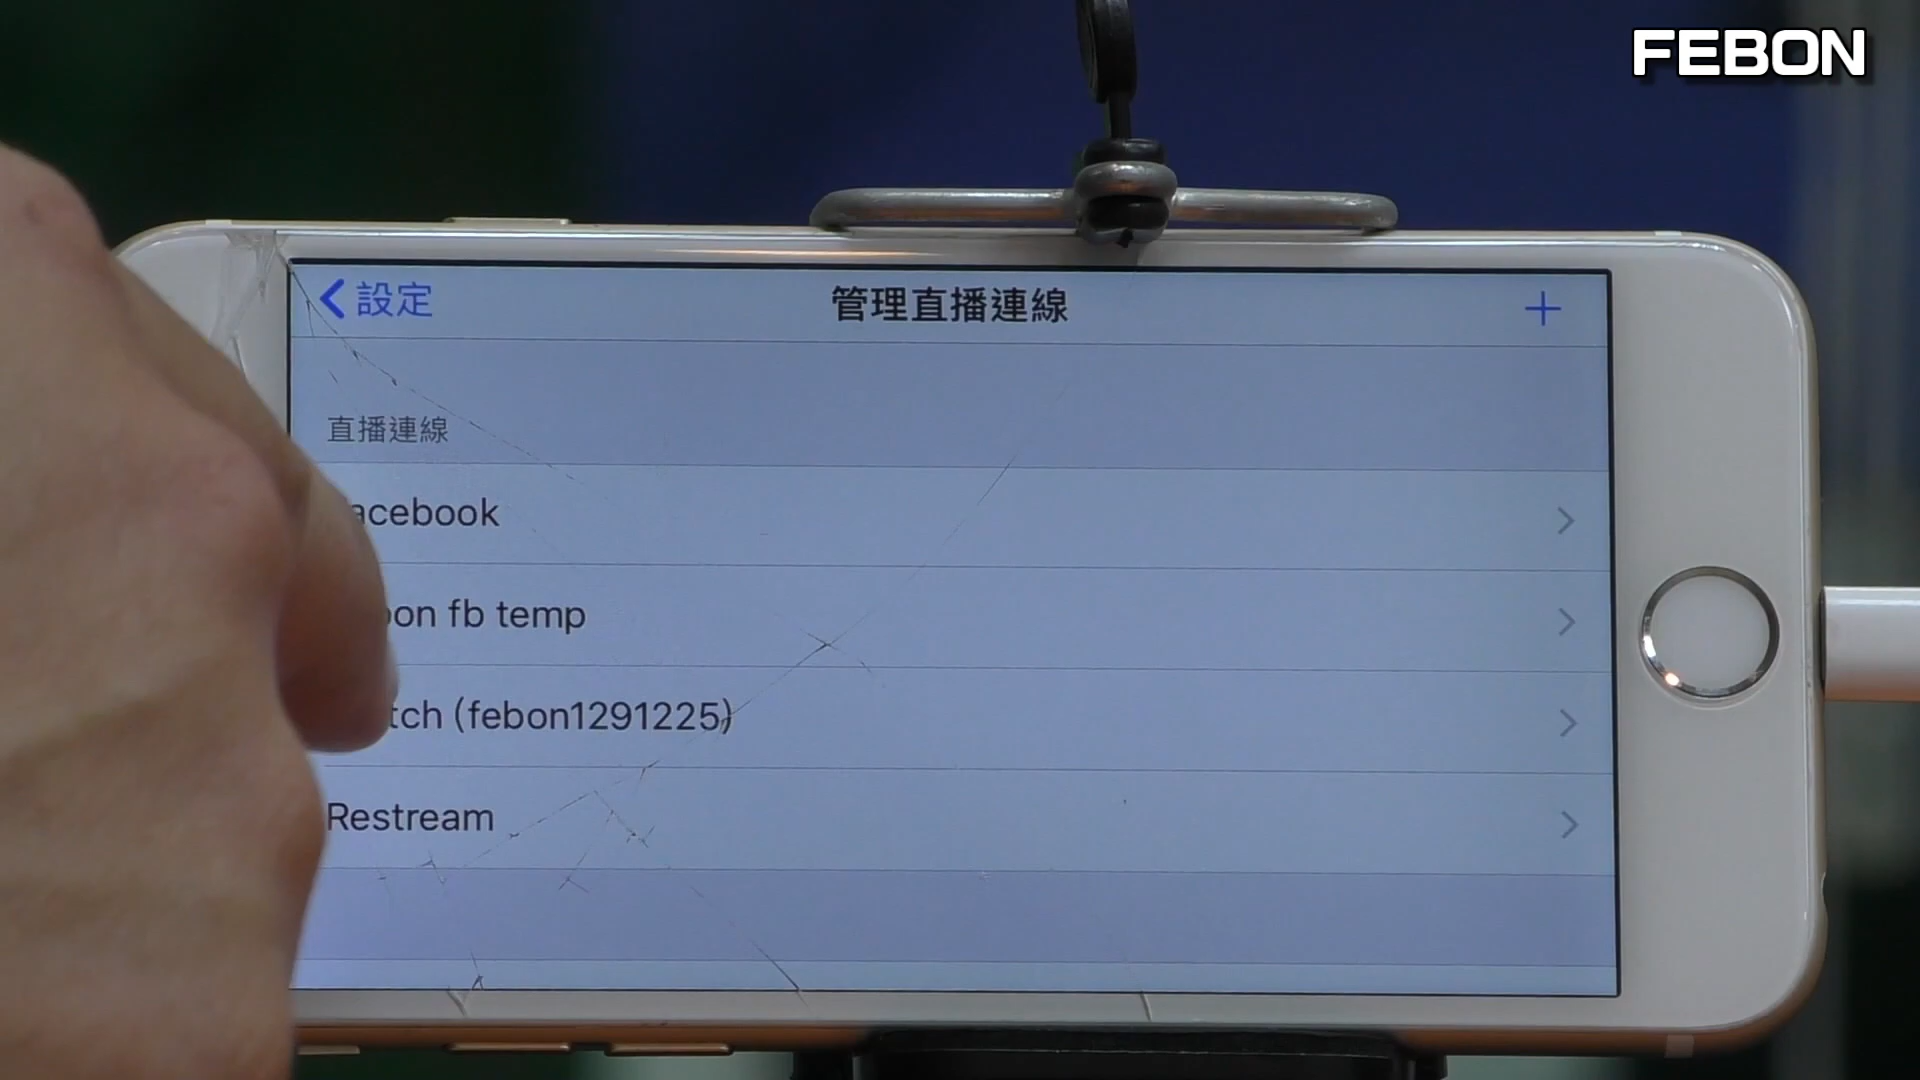 FEBON
設定
管理直播連線
+
直播連線
acebook
on fb temp
tch (febon1291225)
Restream